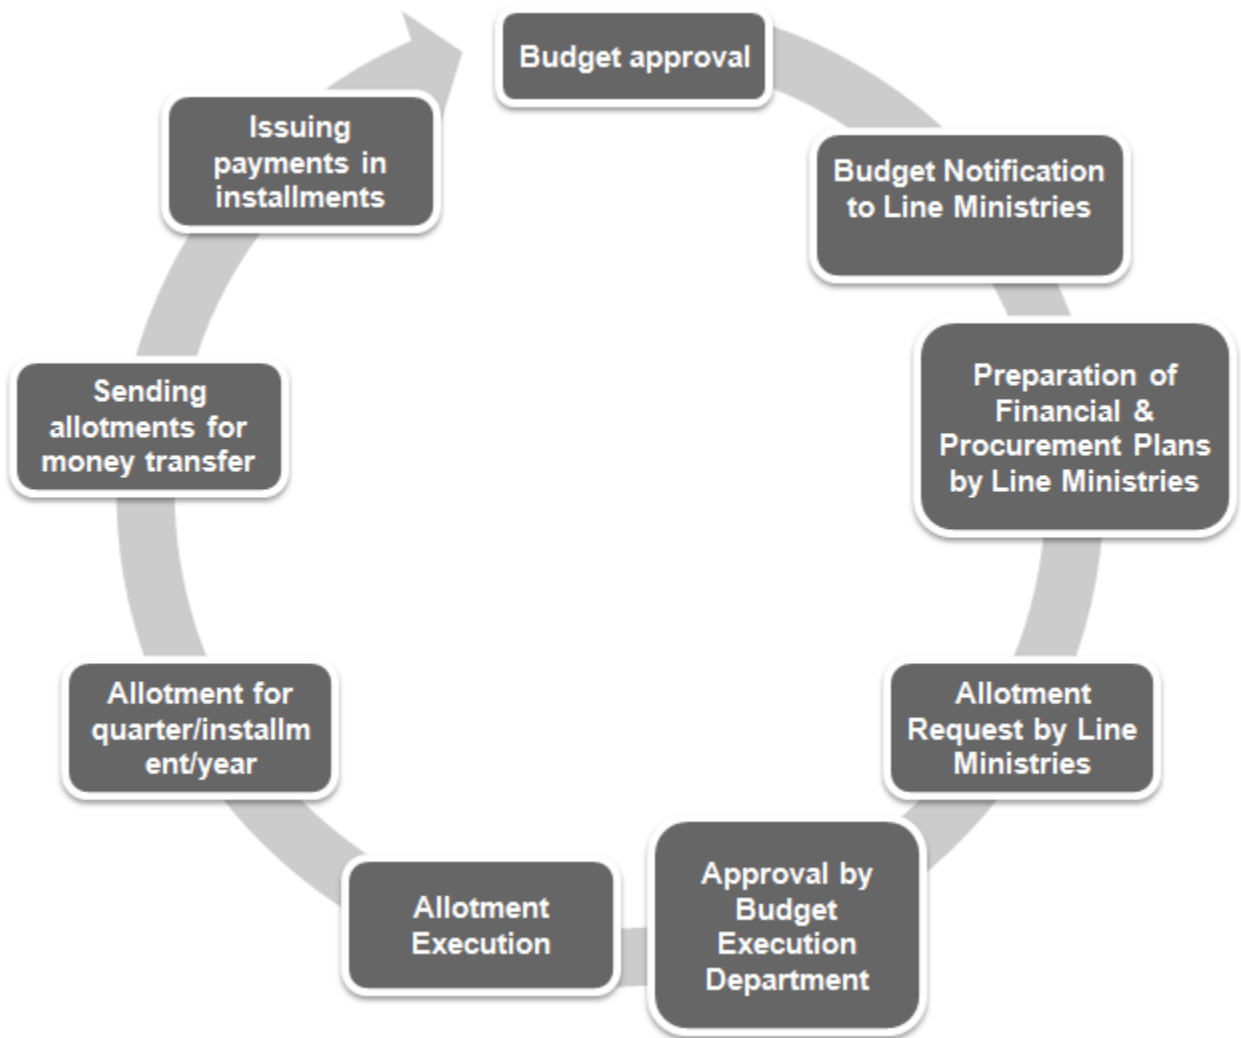 Budget approval
Budget Notification
to Line Ministries
Preparation of
Financial &
Procurement Plans
by Line Ministries
Allotment
Request by Line
Ministries
Approval by
Budget
Execution
Department
Allotment
Execution
Allotment for
quarter/installm
ent/year
Sending
allotments for
money transfer
Issuing
payments in
installments